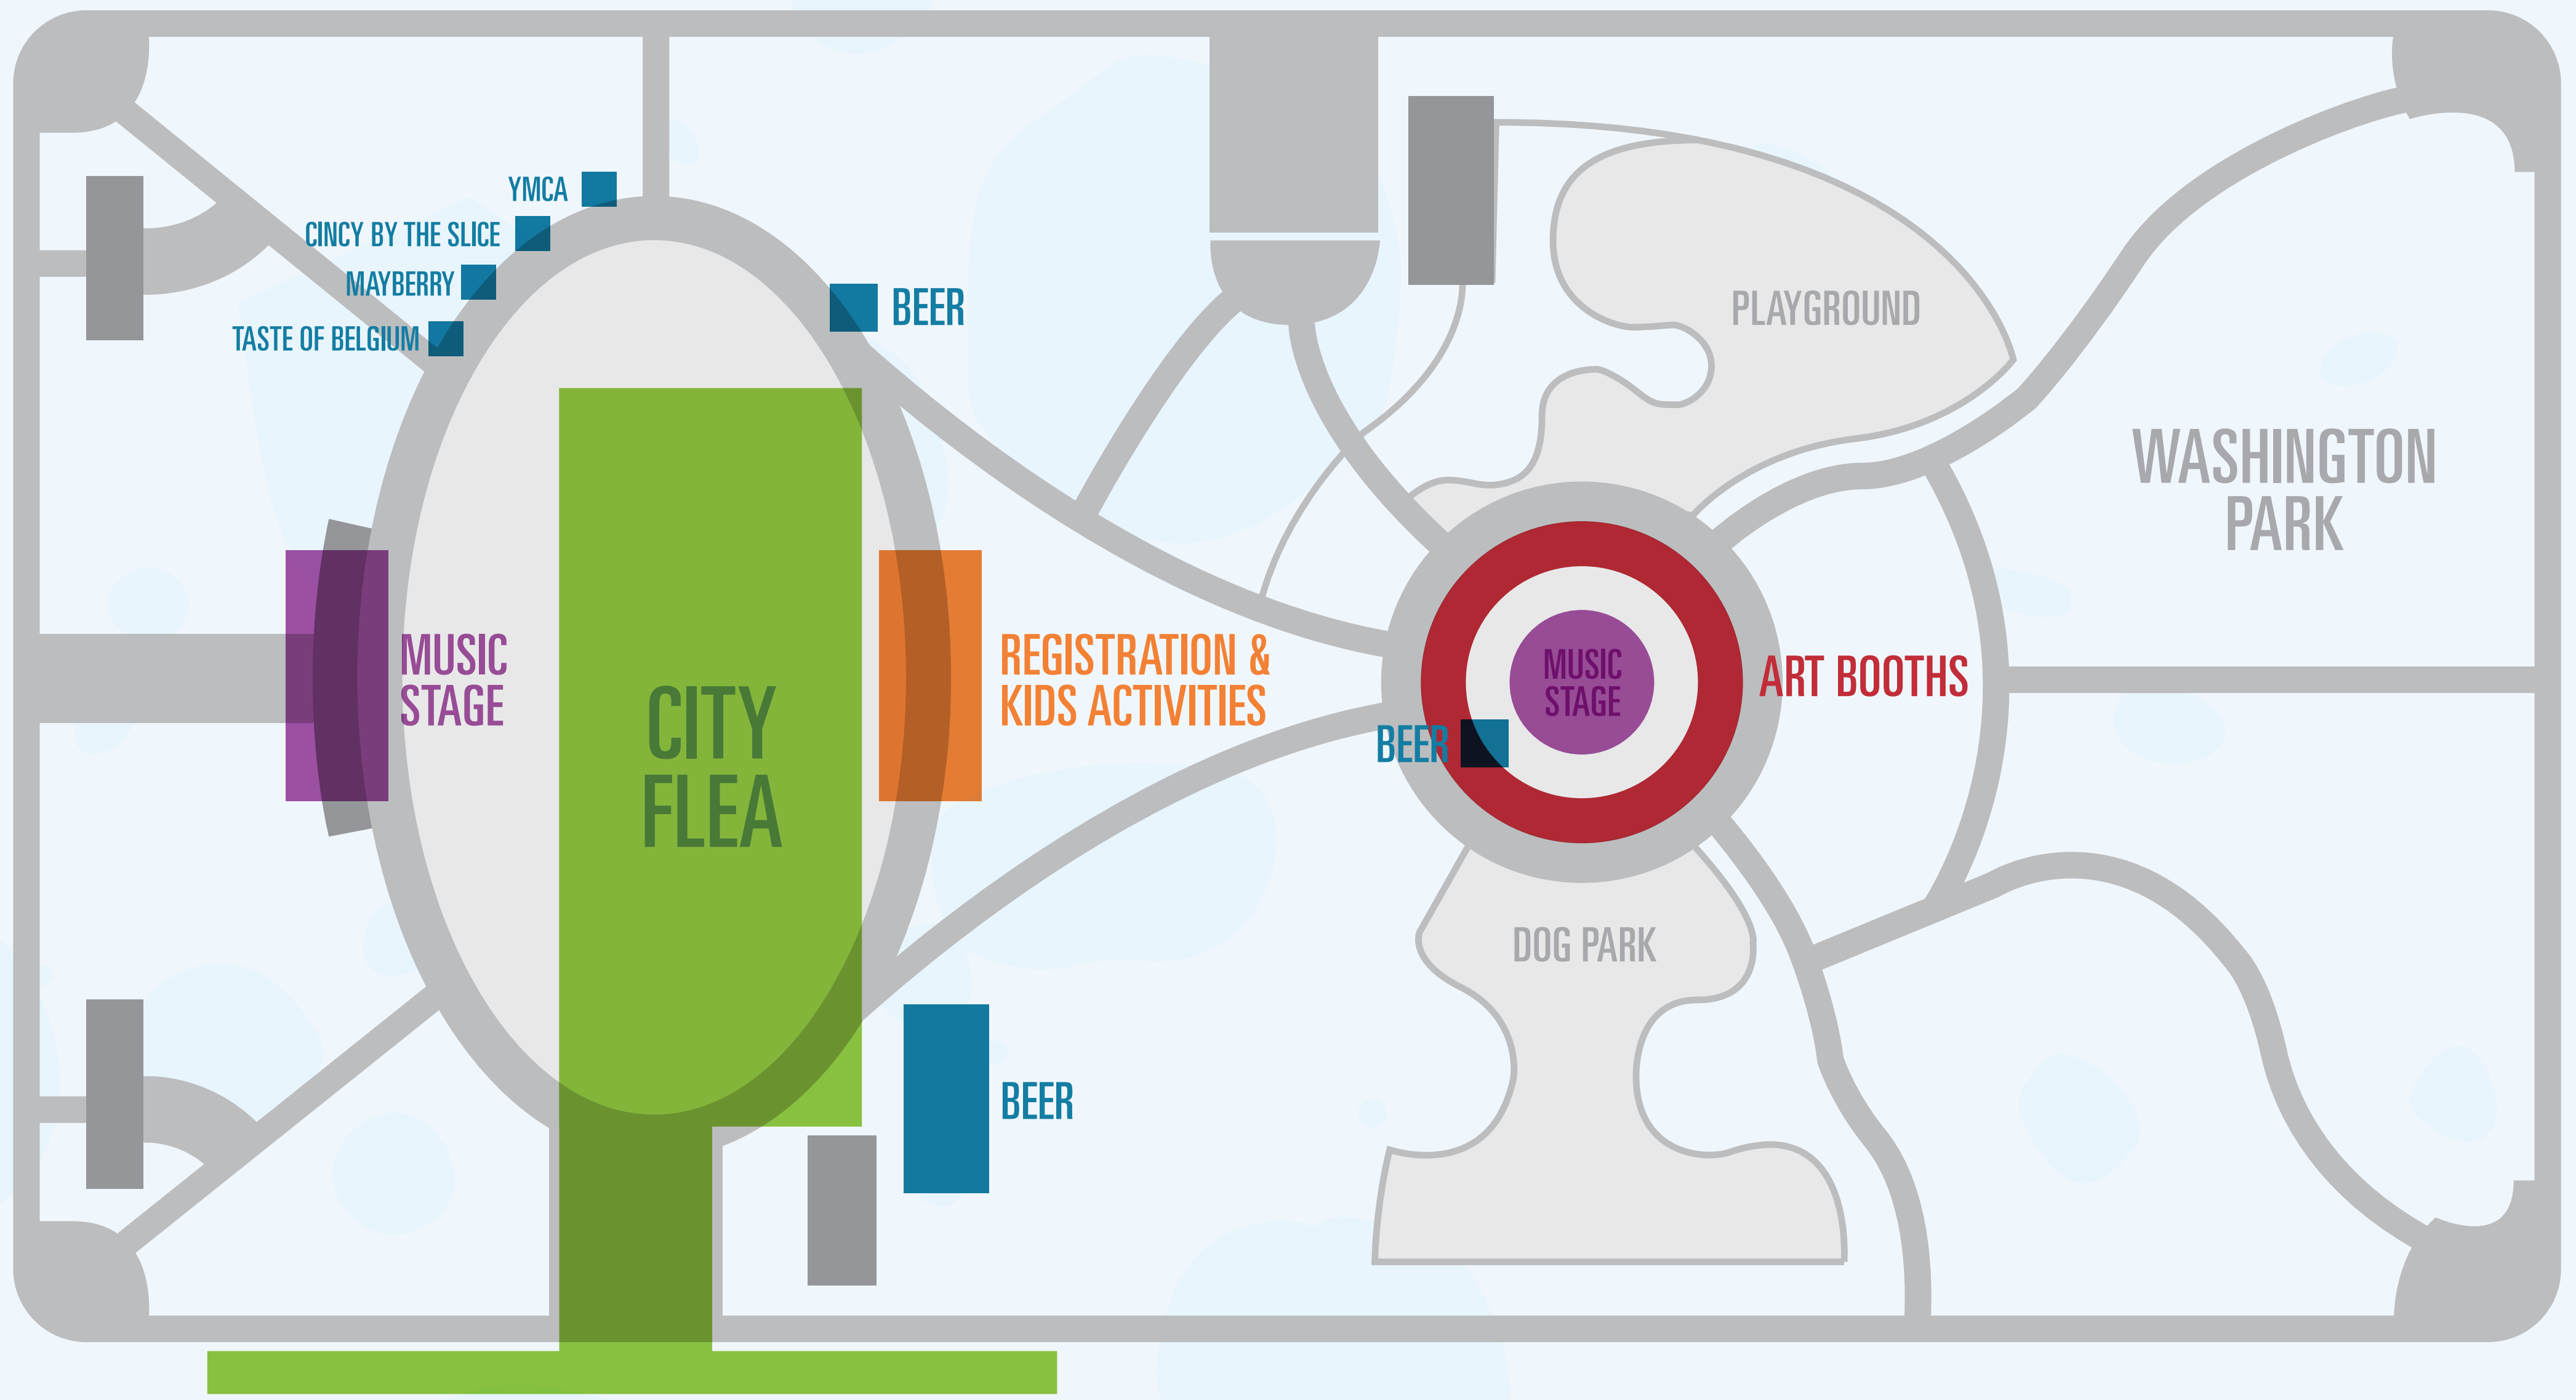 YMCA
CINCY BY THE SLICE
MAYBERRY
TASTE OF BELGIUM
BEER
PLAYGROUND
WASHINGTON
PARK
MUSIC
STAGE
CITY
FLEA
REGISTRATION &
KIDS ACTIVITIES
MUSIC
STAGE
BEER
ART BOOTHS
DOG PARK
BEER